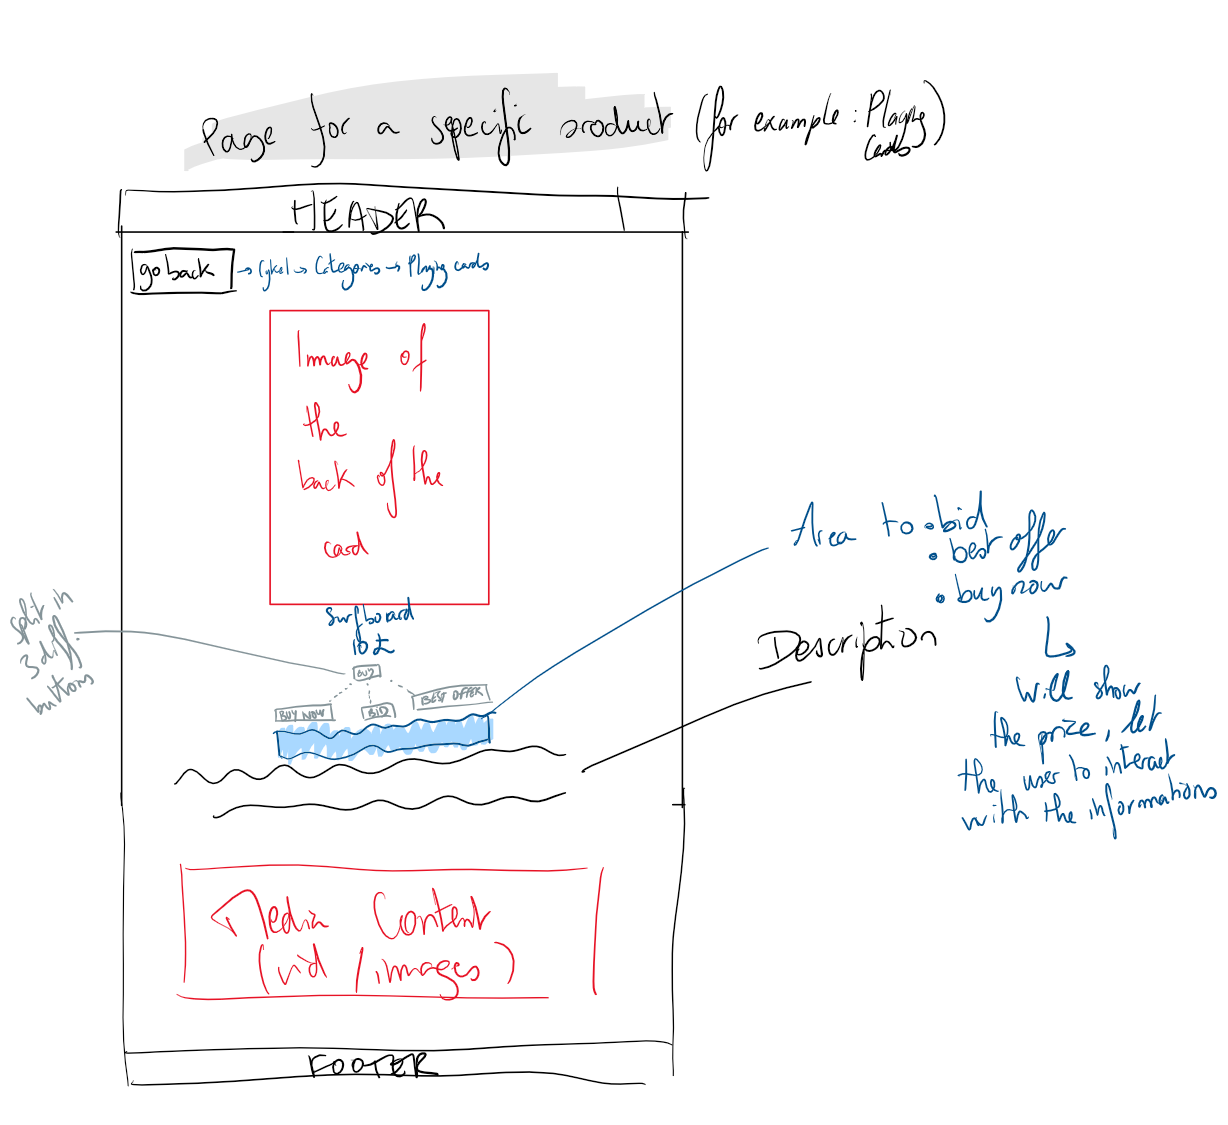 Page for a specific product (for example : Playing
Cards)
HEADER
go back → Cykel → Categories → Playing cards
Image of
the
back of the
card
Surfboard
10 £
BUY
BUY NOW
BID
BEST OFFER
Split in
3 diff.
buttons
Area to • bid
• best offer
• buy now
will show
the prize, let
the user to interact
with the informations
Description
Media Content
(vid / images)
FOOTER